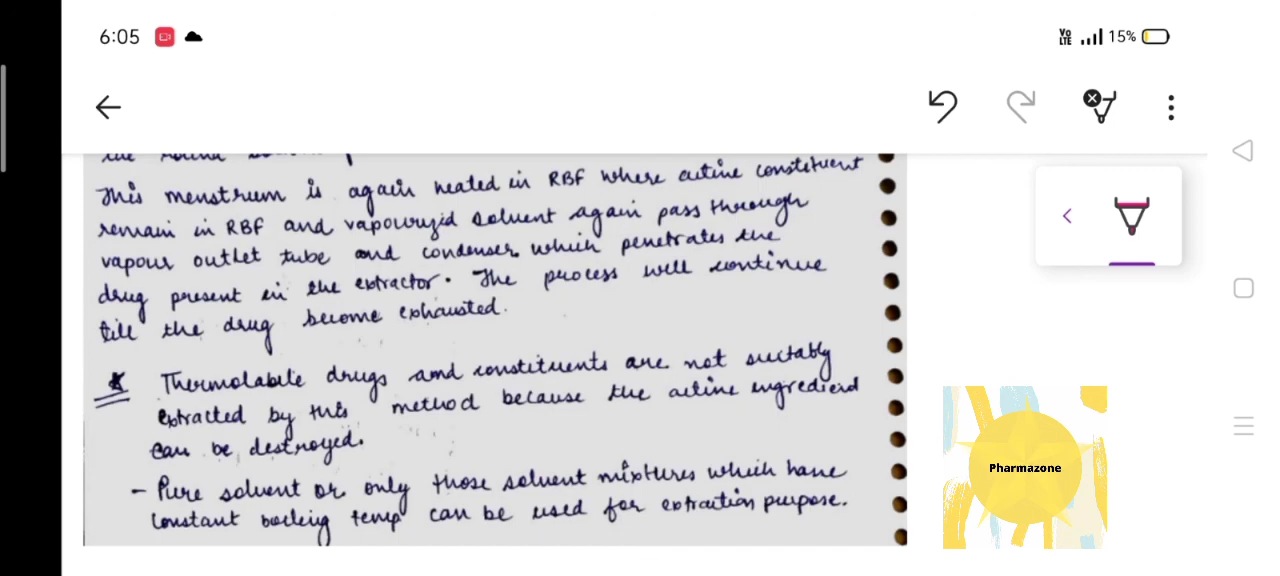 6:05
Vo
LTE
15%
This menstrum is again heated in RBF where active constituent
remain in RBF and vapouryzid solvent again pass through
vapour outlet tube and condenser which penetrates the
drug present in the extractor. The process will continue
till the drug become exhausted.
* Thermolabile drugs and constituents are not suitably
extracted by this method because the active ingrediend
can be destroyed.
- Pure solvent or only those solvent mixtures which have
constant boiling temp can be used for extraction purpose.
Pharmazone